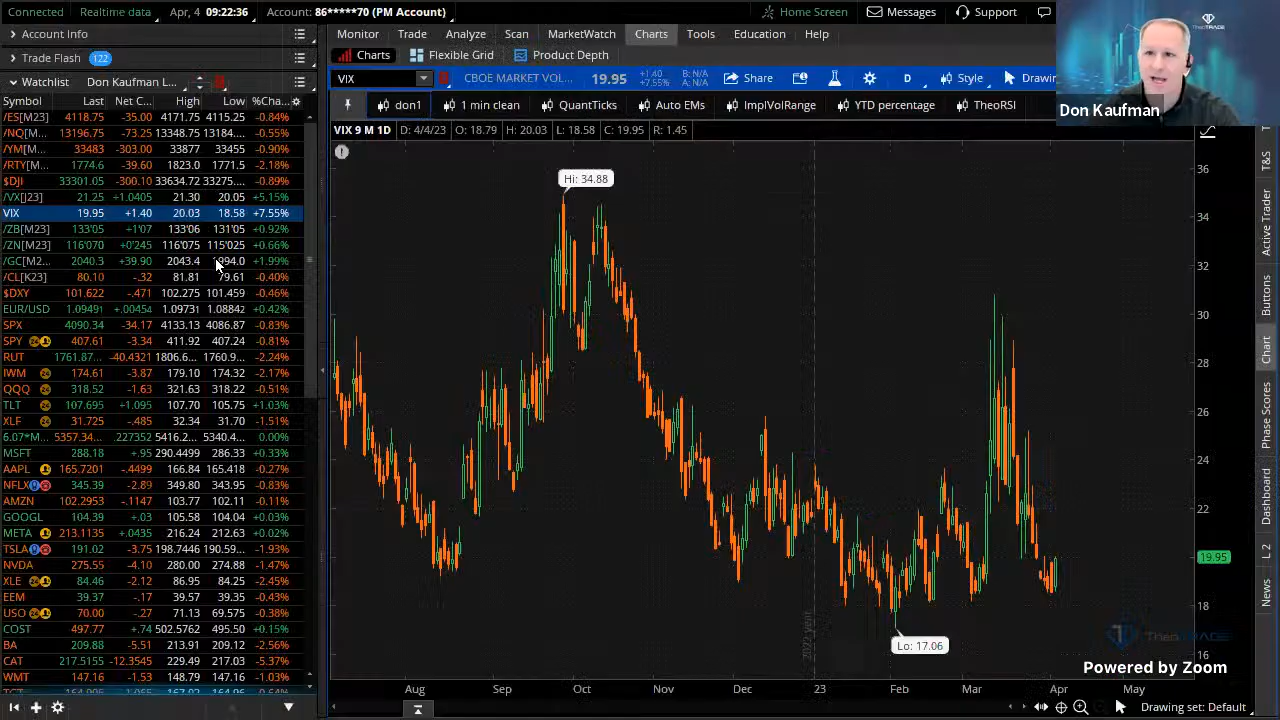 Connected Realtime data Apr, 4 09:22:36 Account: 86*****70 (PM Account) Home Screen Messages Support
Account Info
Trade Flash 122
Watchlist Don Kaufman L...
Symbol Last Net C... High Low %Cha...
/ES[M23] 4118.75 -35.00 4171.75 4115.25 -0.84%
/NQ[M... 13196.75 -73.25 13348.75 13184.... -0.55%
/YM[M... 33483 -303.00 33877 33455 -0.90%
/RTY[M... 1774.6 -39.60 1823.0 1771.5 -2.18%
$DJI 33301.05 -300.10 33634.72 33275.... -0.89%
/VX[J23] 21.25 +1.0405 21.30 20.05 +5.15%
VIX 19.95 +1.40 20.03 18.58 +7.55%
/ZB[M23] 133'05 +1'07 133'06 131'05 +0.92%
/ZN[M23] 116'070 +0'245 116'075 115'025 +0.66%
/GC[M2... 2040.3 +39.90 2043.4 1994.0 +1.99%
/CL[K23] 80.10 -.32 81.81 79.61 -0.40%
$DXY 101.622 -.471 102.275 101.459 -0.46%
EUR/USD 1.09491 +.00454 1.09731 1.08842 +0.42%
SPX 4090.34 -34.17 4133.13 4086.87 -0.83%
SPY 407.61 -3.34 411.92 407.24 -0.81%
RUT 1761.87... -40.4321 1806.6... 1760.9... -2.24%
IWM 174.61 -3.87 179.10 174.32 -2.17%
QQQ 318.52 -1.63 321.63 318.22 -0.51%
TLT 107.695 +1.095 107.70 105.75 +1.03%
XLF 31.725 -.485 32.34 31.70 -1.51%
6.07*M... 5357.34... .227352 5416.2... 5340.4... 0.00%
MSFT 288.18 +.95 290.4499 286.33 +0.33%
AAPL 165.7201 -.4499 166.84 165.418 -0.27%
NFLX 345.39 -2.89 349.80 343.95 -0.83%
AMZN 102.2953 -.1147 103.77 102.11 -0.11%
GOOGL 104.39 +.03 105.58 104.04 +0.03%
META 213.1135 +.0435 216.24 212.63 +0.02%
TSLA 191.02 -3.75 198.7446 190.59... -1.93%
NVDA 275.55 -4.10 280.00 274.88 -1.47%
XLE 84.46 -2.12 86.95 84.25 -2.45%
EEM 39.37 -.17 39.57 39.35 -0.43%
USO 70.00 -.27 71.13 69.575 -0.38%
COST 497.77 +.74 502.5762 495.50 +0.15%
BA 209.88 -5.51 213.91 209.12 -2.56%
CAT 217.5155 -12.3545 229.49 217.03 -5.37%
WMT 147.16 -1.53 148.79 147.16 -1.03%
Monitor Trade Analyze Scan MarketWatch Charts Tools Education Help
Charts Flexible Grid Product Depth
VIX CBOE MARKET VOL... 19.95 +1.40 +7.55% B: N/A A: N/A Share D Style Drawin
don1 1 min clean QuantTicks Auto EMs ImplVolRange YTD percentage TheoRSI
VIX 9 M 1D D: 4/4/23 O: 18.79 H: 20.03 L: 18.58 C: 19.95 R: 1.45
Hi: 34.88
Lo: 17.06
36
34
32
30
28
26
24
22
19.95
18
16
2022 year
Aug Sep Oct Nov Dec 23 Feb Mar Apr May
Drawing set: Default
T&S
Active Trader
Buttons
Chart
Phase Scores
Dashboard
L 2
News
Don Kaufman
TheoTRADE
Powered by Zoom